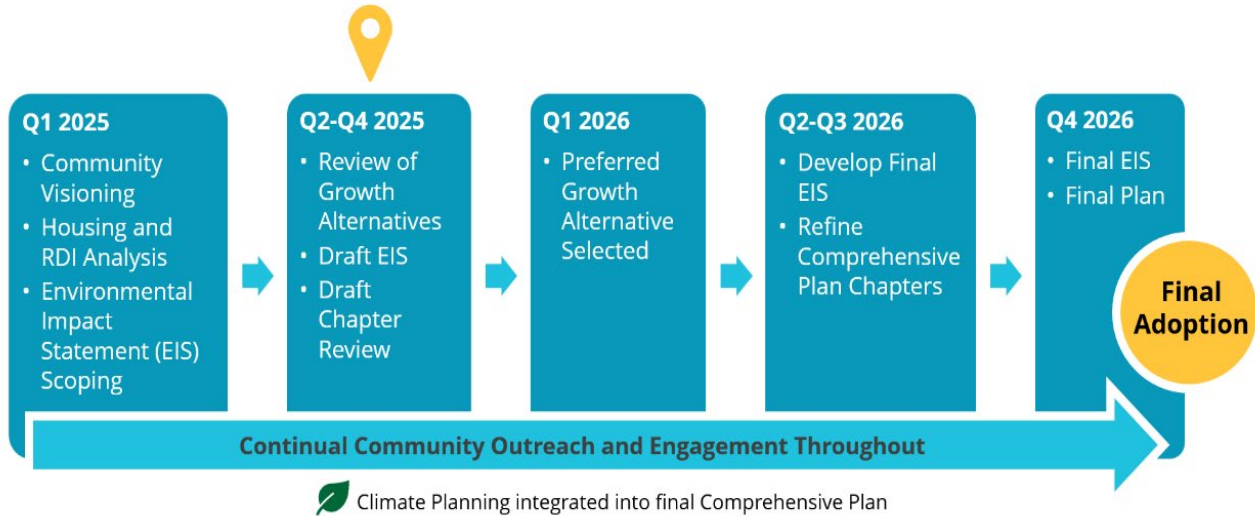 Q1 2025
• Community
Visioning
• Housing and
RDI Analysis
• Environmental
Impact
Statement (EIS)
Scoping
Q2-Q4 2025
• Review of
Growth
Alternatives
• Draft EIS
• Draft
Chapter
Review
Q1 2026
• Preferred
Growth
Alternative
Selected
Q2-Q3 2026
• Develop Final
EIS
• Refine
Comprehensive
Plan Chapters
Q4 2026
• Final EIS
• Final Plan
Final
Adoption
Continual Community Outreach and Engagement Throughout
Climate Planning integrated into final Comprehensive Plan